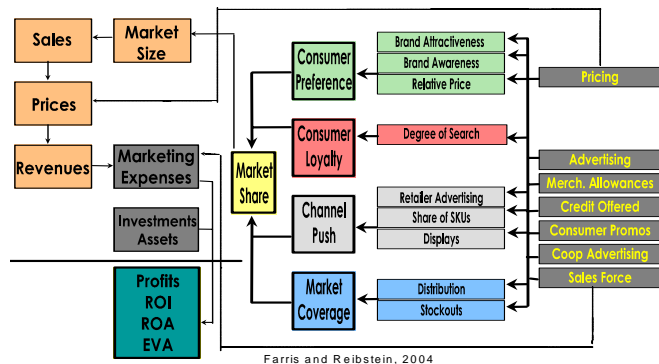 Sales
Market
Size
Prices
Revenues
Marketing
Expenses
Investments
Assets
Profits
ROI
ROA
EVA
Market
Share
Consumer
Preference
Consumer
Loyalty
Channel
Push
Market
Coverage
Brand Attractiveness
Brand Awareness
Relative Price
Degree of Search
Retailer Advertising
Share of SKUs
Displays
Distribution
Stockouts
Pricing
Advertising
Merch. Allowances
Credit Offered
Consumer Promos
Coop Advertising
Sales Force
Farris and Reibstein, 2004